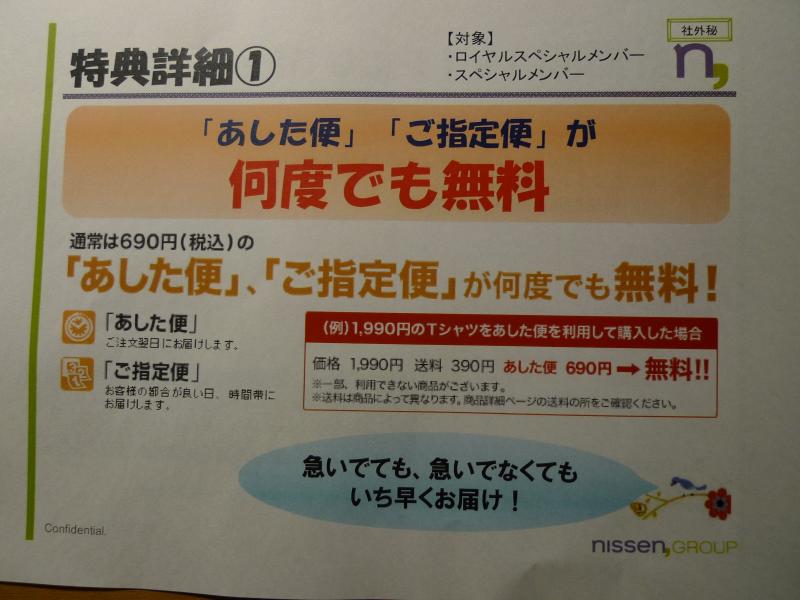 特典詳細①
【対象】
・ロイヤルスペシャルメンバー
・スペシャルメンバー
社外秘
n,
「あした便」「ご指定便」が
何度でも無料
通常は690円(税込)の
「あした便」、「ご指定便」が何度でも無料!
「あした便」
ご注文翌日にお届けします。
「ご指定便」
お客様の都合が良い日、時間帯に
お届けします。
(例)1,990円のTシャツをあした便を利用して購入した場合
価格 1,990円 送料 390円 あした便 690円➡無料!!
※一部、利用できない商品がございます。
※送料は商品によって異なります。商品詳細ページの送料の所をご確認ください。
急いでても、急いでなくても
いち早くお届け!
Confidential.
nissen,GROUP